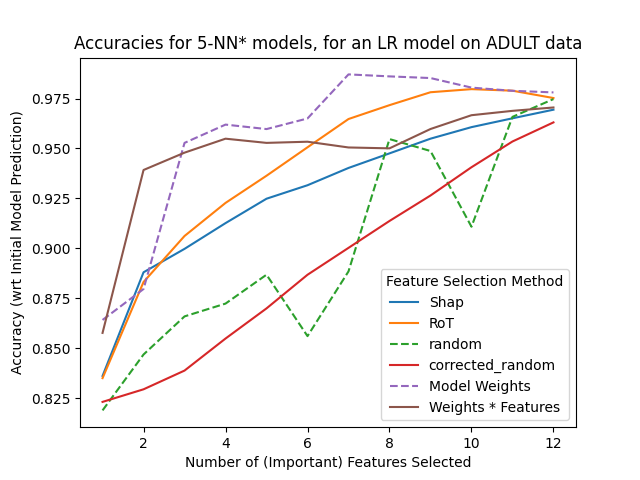 Accuracies for 5-NN* models, for an LR model on ADULT data
Accuracy (wrt Initial Model Prediction)
0.975
0.950
0.925
0.900
0.875
0.850
0.825
Feature Selection Method
Shap
RoT
random
corrected_random
Model Weights
Weights * Features
2 4 6 8 10 12
Number of (Important) Features Selected